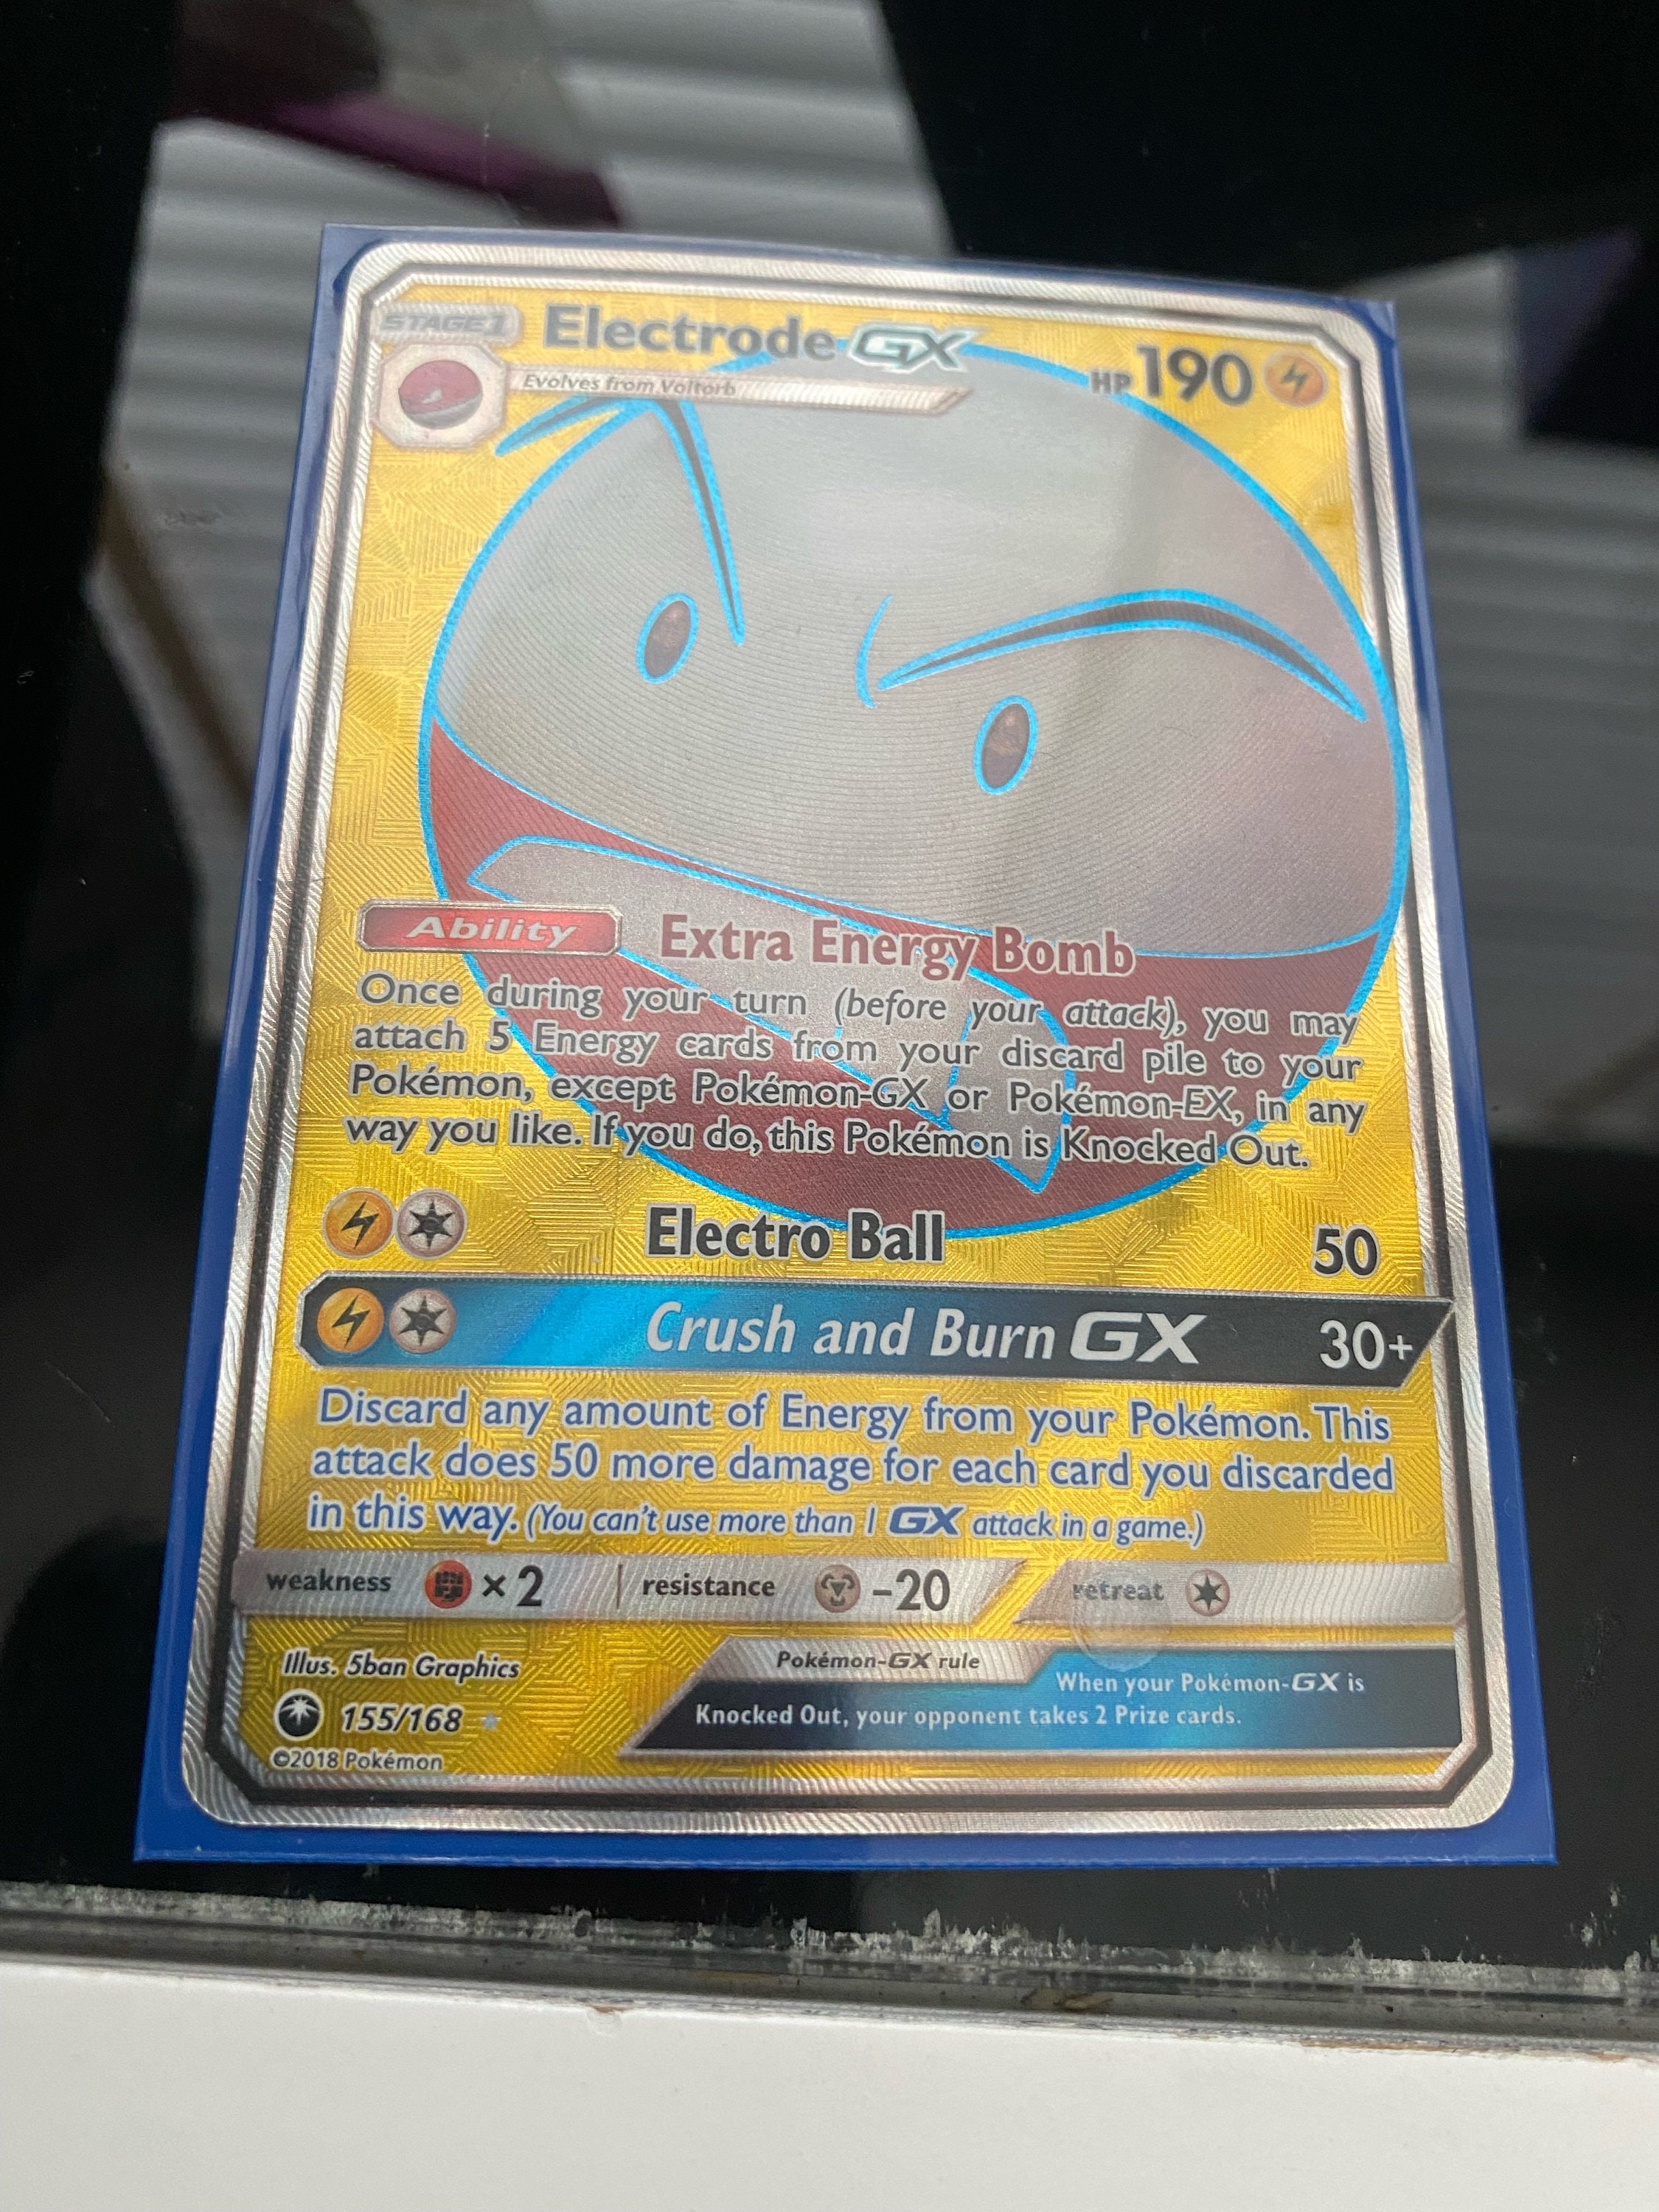 STAGE 1 Electrode GX HP 190
Evolves from Voltorb
Ability Extra Energy Bomb
Once during your turn (before your attack), you may
attach 5 Energy cards from your discard pile to your
Pokémon, except Pokémon-GX or Pokémon-EX, in any
way you like. If you do, this Pokémon is Knocked Out.
Electro Ball 50
Crush and Burn GX 30+
Discard any amount of Energy from your Pokémon. This
attack does 50 more damage for each card you discarded
in this way. (You can't use more than 1 GX attack in a game.)
weakness ×2 resistance -20 retreat
Illus. 5ban Graphics
155/168
©2018 Pokémon
Pokémon-GX rule
When your Pokémon-GX is
Knocked Out, your opponent takes 2 Prize cards.